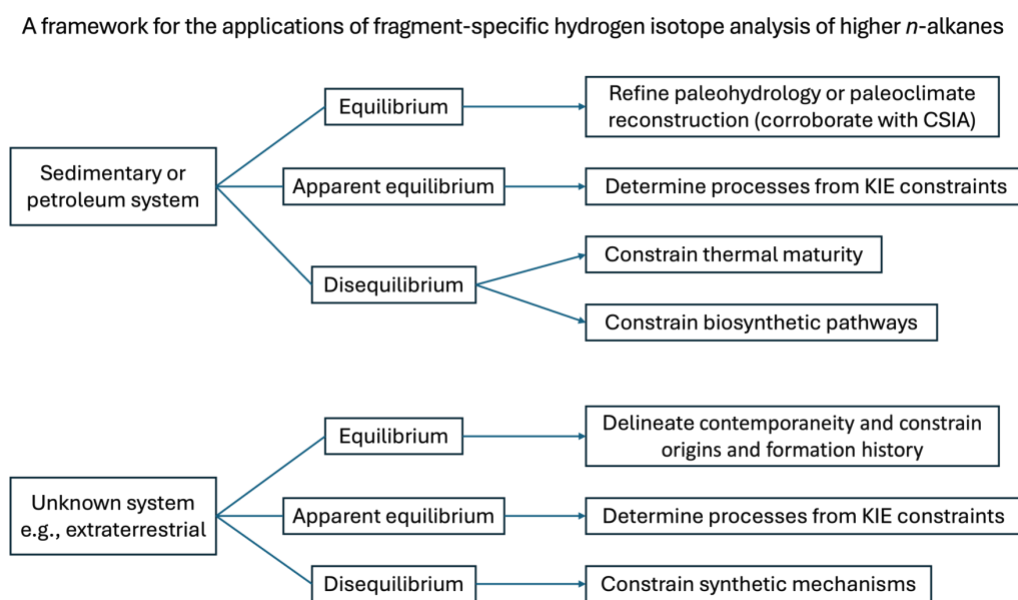 A framework for the applications of fragment-specific hydrogen isotope analysis of higher n-alkanes
Sedimentary or
petroleum system
Equilibrium
Refine paleohydrology or paleoclimate
reconstruction (corroborate with CSIA)
Apparent equilibrium
Determine processes from KIE constraints
Disequilibrium
Constrain thermal maturity
Constrain biosynthetic pathways
Unknown system
e.g., extraterrestrial
Equilibrium
Delineate contemporaneity and constrain
origins and formation history
Apparent equilibrium
Determine processes from KIE constraints
Disequilibrium
Constrain synthetic mechanisms